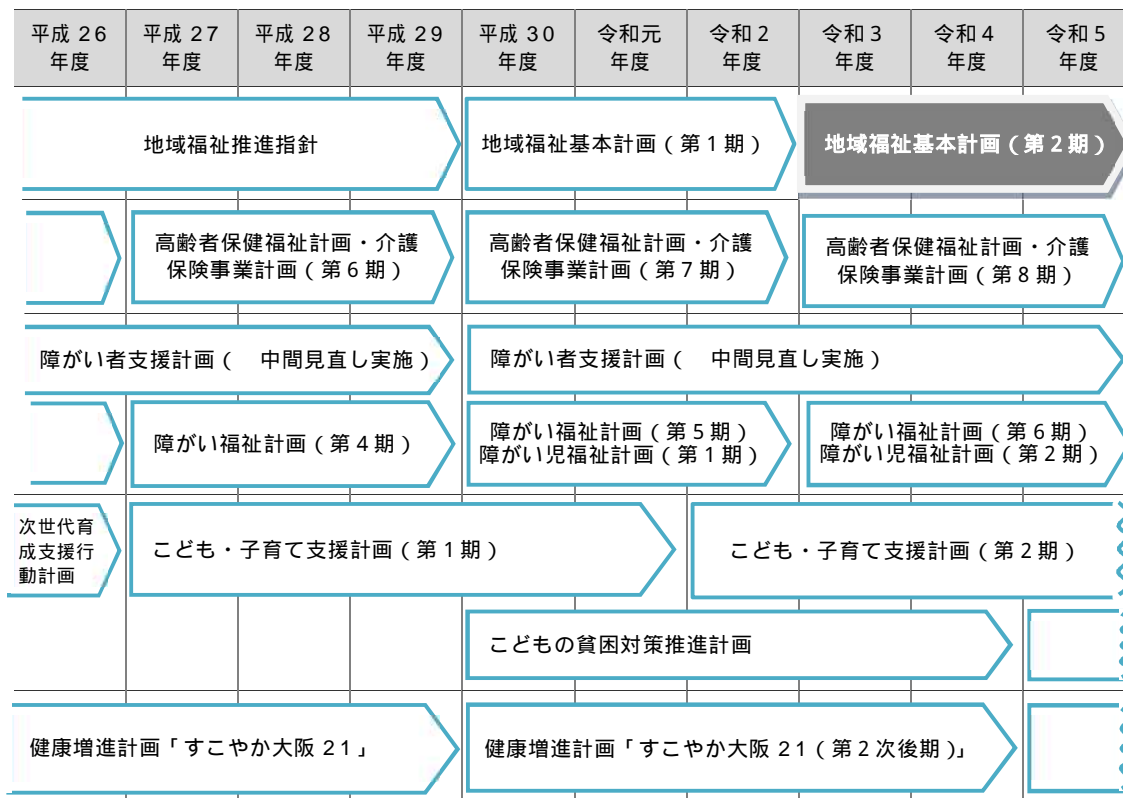 平成 26 年度
平成 27 年度
平成 28 年度
平成 29 年度
平成 30 年度
令和元 年度
令和 2 年度
令和 3 年度
令和 4 年度
令和 5 年度
地域福祉推進指針
地域福祉基本計画(第1期)
地域福祉基本計画(第2期)
高齢者保健福祉計画・介護
保険事業計画(第6期)
高齢者保健福祉計画・介護
保険事業計画(第7期)
高齢者保健福祉計画・介護
保険事業計画(第8期)
障がい者支援計画( 中間見直し実施)
障がい者支援計画( 中間見直し実施)
障がい福祉計画(第4期)
障がい福祉計画(第5期)
障がい児福祉計画(第1期)
障がい福祉計画(第6期)
障がい児福祉計画(第2期)
次世代育
成支援行
動計画
こども・子育て支援計画(第1期)
こども・子育て支援計画(第2期)
こどもの貧困対策推進計画
健康増進計画「すこやか大阪 21」
健康増進計画「すこやか大阪 21(第2次後期)」